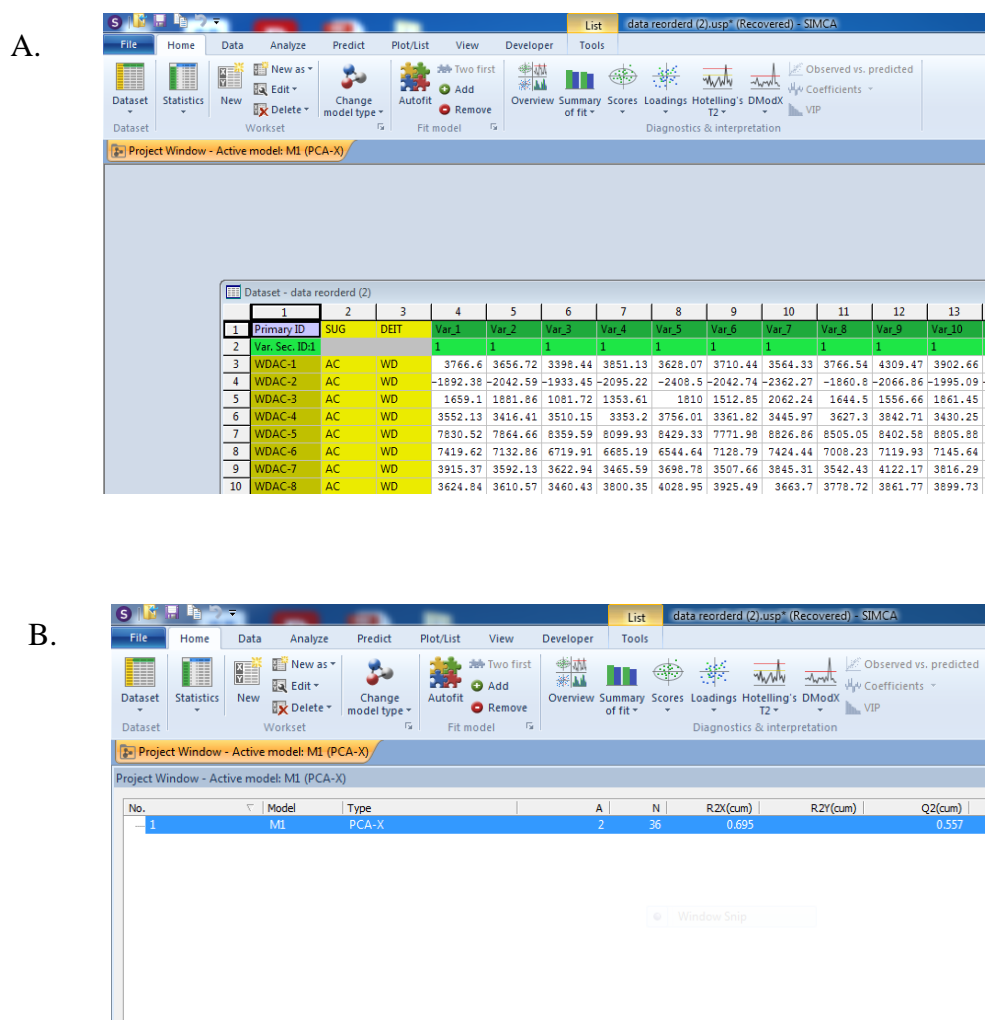 A.
S List data reorderd (2).usp* (Recovered) - SIMCA
File Home Data Analyze Predict Plot/List View Developer Tools
Dataset Statistics New New as Edit Delete Change model type Autofit Two first Add Remove Overview Summary of fit Scores Loadings Hotelling's T2 DModX Observed vs. predicted Coefficients VIP
Dataset Workset Fit model Diagnostics & interpretation
Project Window - Active model: M1 (PCA-X)
Dataset - data reorderd (2)
1 2 3 4 5 6 7 8 9 10 11 12 13
1 Primary ID SUG DEIT Var_1 Var_2 Var_3 Var_4 Var_5 Var_6 Var_7 Var_8 Var_9 Var_10
2 Var. Sec. ID:1 1 1 1 1 1 1 1 1 1 1
3 WDAC-1 AC WD 3766.6 3656.72 3398.44 3851.13 3628.07 3710.44 3564.33 3766.54 4309.47 3902.66
4 WDAC-2 AC WD -1892.38 -2042.59 -1933.45 -2095.22 -2408.5 -2042.74 -2362.27 -1860.8 -2066.86 -1995.09
5 WDAC-3 AC WD 1659.1 1881.86 1081.72 1353.61 1810 1512.85 2062.24 1644.5 1556.66 1861.45
6 WDAC-4 AC WD 3552.13 3416.41 3510.15 3353.2 3756.01 3361.82 3445.97 3627.3 3842.71 3430.25
7 WDAC-5 AC WD 7830.52 7864.66 8359.59 8099.93 8429.33 7771.98 8826.86 8505.05 8402.58 8805.88
8 WDAC-6 AC WD 7419.62 7132.86 6719.91 6685.19 6544.64 7128.79 7424.44 7008.23 7119.93 7145.64
9 WDAC-7 AC WD 3915.37 3592.13 3622.94 3465.59 3698.78 3507.66 3845.31 3542.43 4122.17 3816.29
10 WDAC-8 AC WD 3624.84 3610.57 3460.43 3800.35 4028.95 3925.49 3663.7 3778.72 3861.77 3899.73
B.
S List data reorderd (2).usp* (Recovered) - SIMCA
File Home Data Analyze Predict Plot/List View Developer Tools
Dataset Statistics New New as Edit Delete Change model type Autofit Two first Add Remove Overview Summary of fit Scores Loadings Hotelling's T2 DModX Observed vs. predicted Coefficients VIP
Dataset Workset Fit model Diagnostics & interpretation
Project Window - Active model: M1 (PCA-X)
Project Window - Active model: M1 (PCA-X)
No. Model Type A N R2X(cum) R2Y(cum) Q2(cum)
1 M1 PCA-X 2 36 0.695 0.557
Window Snip